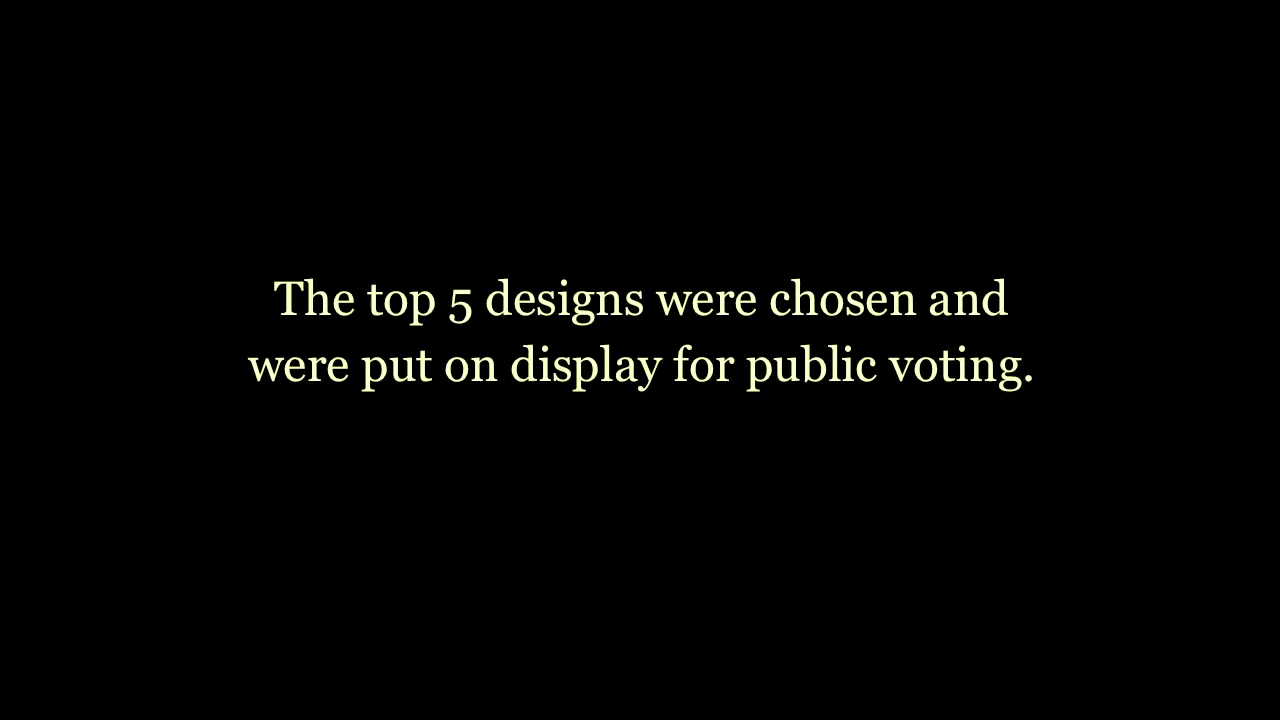 The top 5 designs were chosen and
were put on display for public voting.